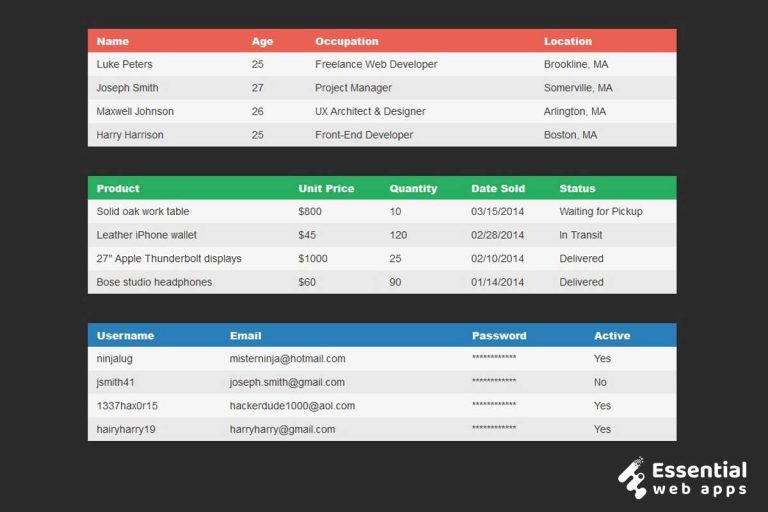 Name Age Occupation Location
Luke Peters 25 Freelance Web Developer Brookline, MA
Joseph Smith 27 Project Manager Somerville, MA
Maxwell Johnson 26 UX Architect & Designer Arlington, MA
Harry Harrison 25 Front-End Developer Boston, MA
Product Unit Price Quantity Date Sold Status
Solid oak work table $800 10 03/15/2014 Waiting for Pickup
Leather iPhone wallet $45 120 02/28/2014 In Transit
27" Apple Thunderbolt displays $1000 25 02/10/2014 Delivered
Bose studio headphones $60 90 01/14/2014 Delivered
Username Email Password Active
ninjalug misterninja@hotmail.com ************ Yes
jsmith41 joseph.smith@gmail.com ************ No
1337hax0r15 hackerdude1000@aol.com ************ Yes
hairyharry19 harryharry@gmail.com ************ Yes
Essential
web apps